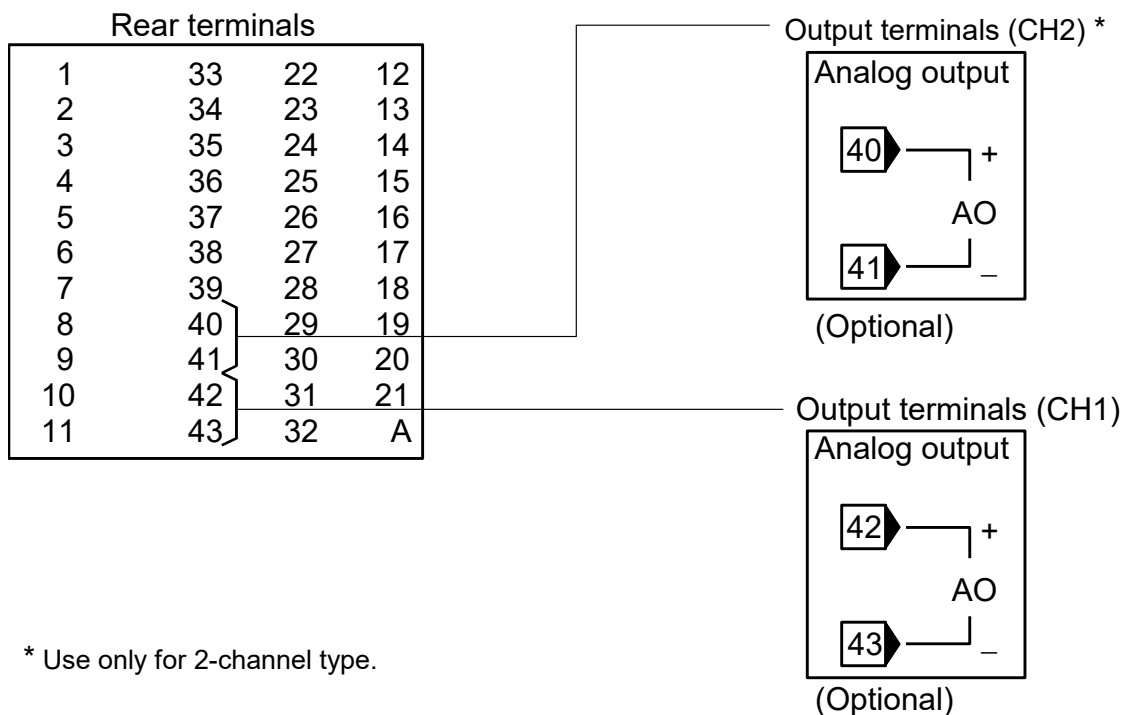 Rear terminals
1 33 22 12
2 34 23 13
3 35 24 14
4 36 25 15
5 37 26 16
6 38 27 17
7 39 28 18
8 40 29 19
9 41 30 20
10 42 31 21
11 43 32 A
Output terminals (CH2) *
Analog output
40 +
AO
41 –
(Optional)
Output terminals (CH1)
Analog output
42 +
AO
43 –
(Optional)
* Use only for 2-channel type.